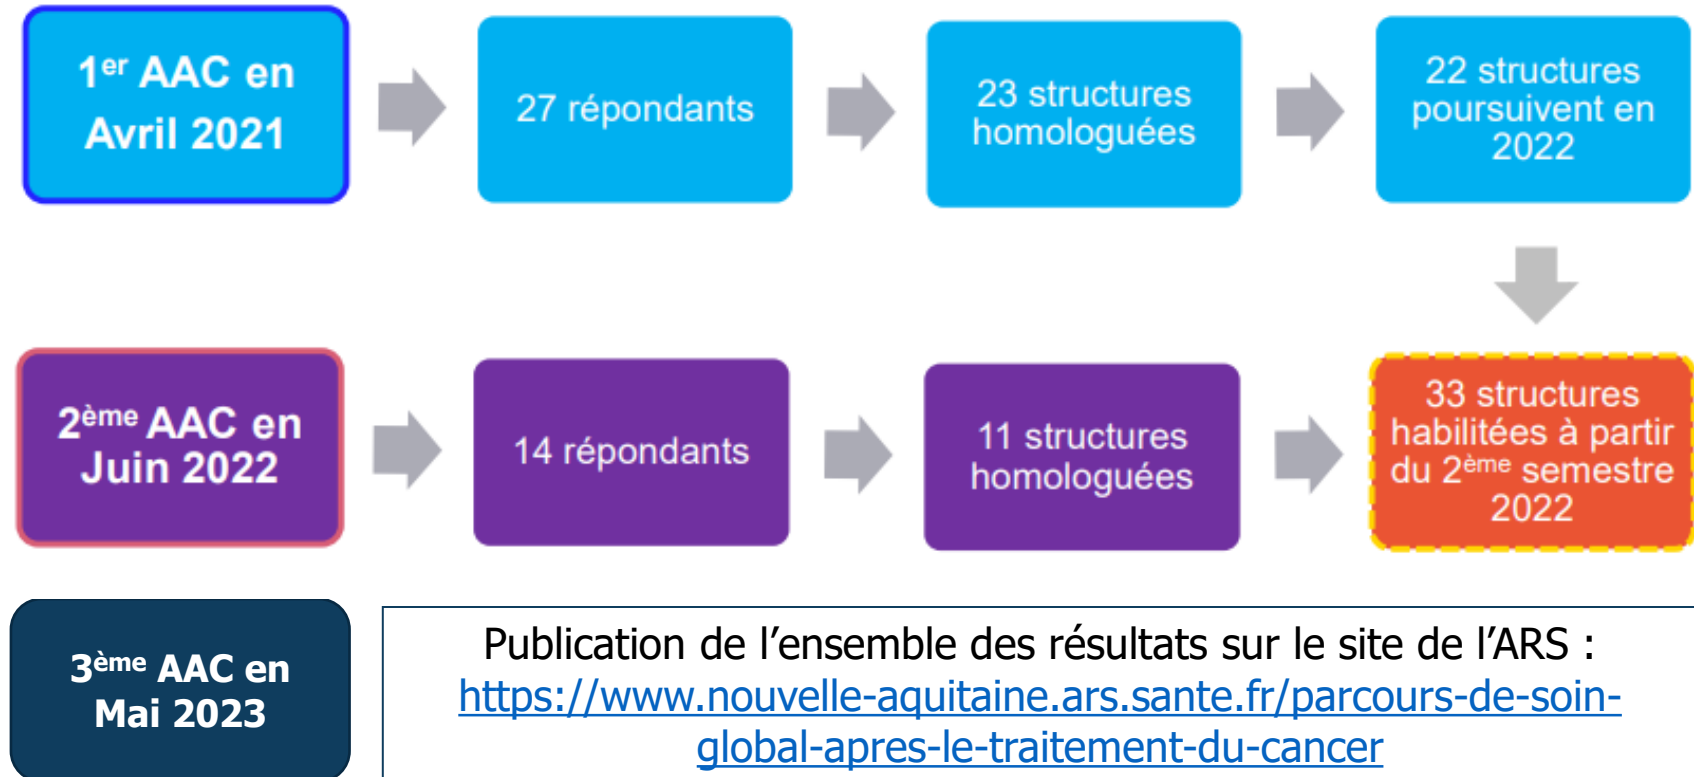 1er AAC en
Avril 2021
27 répondants
23 structures
homologuées
22 structures
poursuivent en
2022
2ème AAC en
Juin 2022
14 répondants
11 structures
homologuées
33 structures
habilitées à partir
du 2ème semestre
2022
3ème AAC en
Mai 2023
Publication de l’ensemble des résultats sur le site de l’ARS :
https://www.nouvelle-aquitaine.ars.sante.fr/parcours-de-soin-
global-apres-le-traitement-du-cancer